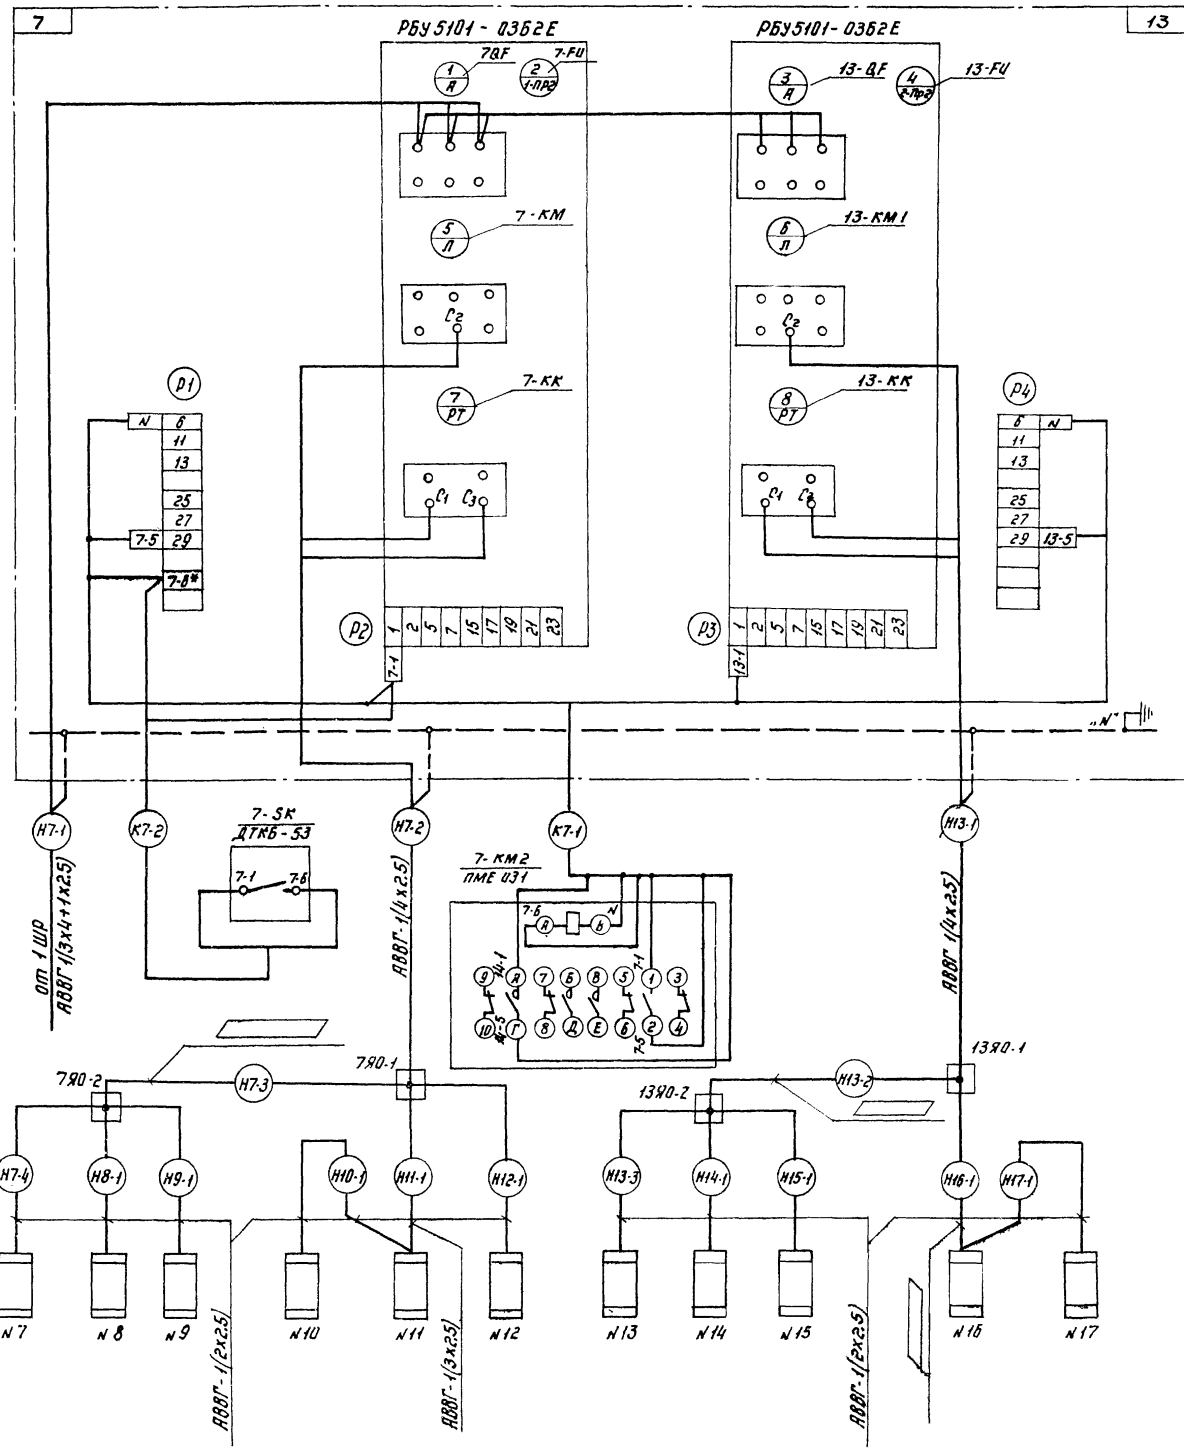 7
РБУ5101-03Б2Е
РБУ5101-03Б2Е
13
1
А
7QF
2
1-ПР2
7-FU
3
А
13-QF
4
2-ПР2
13-FU
5
Л
7-КМ
6
Л
13-КМ1
С2
С2
Р1
7
РТ
7-КК
8
РТ
13-КК
Р4
N 6
11
13
25
27
7-5 29
7-6*
6 N
11
13
25
27
29 13-5
С1 С3
С1
Р2
1 2 5 7 15 17 19 21 23
7-1
Р3
1 2 5 7 15 17 19 21 23
13-1
„N“
Н7-1
К7-2
7-SK
ДТКБ-53
7-1
7-6
Н7-2
К7-1
Н13-1
7-КМ2
ПМЕ 031
7-6
А
Б
N
14-1
7-1
9 А 7 Б 8 5 1 3
10 Г 8 Д Е 6 2 4
7-5
от 1ШР
АВВГ1(3х4+1х2.5)
АВВГ-1(4х2.5)
АВВГ 1(4х2.5)
7ЯО-2
Н7-3
7ЯО-1
13ЯО-2
Н13-2
13ЯО-1
Н7-4
Н8-1
Н9-1
Н10-1
Н11-1
Н12-1
Н13-3
Н14-1
Н15-1
Н16-1
Н17-1
N7
N8
N9
N10
N11
N12
N13
N14
N15
N16
N17
АВВГ-1(2х2.5)
АВВГ-1(3х2.5)
АВВГ-1(2х2.5)